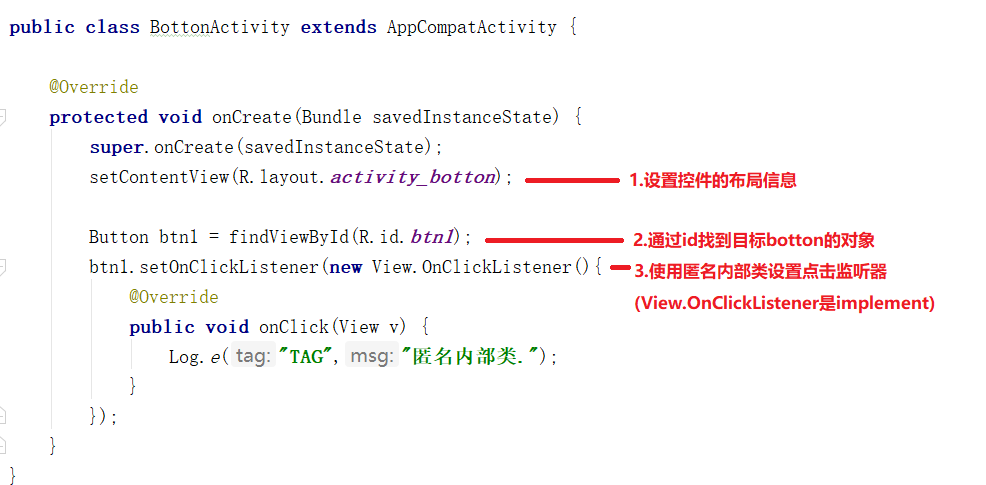 public class BottonActivity extends AppCompatActivity {
@Override
protected void onCreate(Bundle savedInstanceState) {
super.onCreate(savedInstanceState);
setContentView(R.layout.activity_botton); 1.设置控件的布局信息
Button btn1 = findViewById(R.id.btn1); 2.通过id找到目标botton的对象
btn1.setOnClickListener(new View.OnClickListener(){ 3.使用匿名内部类设置点击监听器
@Override (View.OnClickListener是implement)
public void onClick(View v) {
Log.e( tag: "TAG", msg: "匿名内部类.");
}
});
}
}